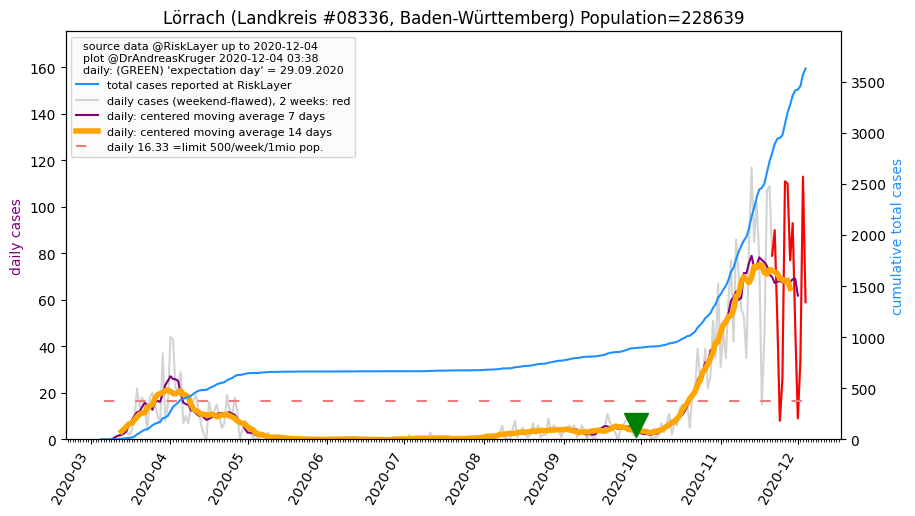 Lörrach (Landkreis #08336, Baden-Württemberg) Population=228639
source data @RiskLayer up to 2020-12-04
plot @DrAndreasKruger 2020-12-04 03:38
daily: (GREEN) 'expectation day' = 29.09.2020
total cases reported at RiskLayer
daily cases (weekend-flawed), 2 weeks: red
daily: centered moving average 7 days
daily: centered moving average 14 days
daily 16.33 =limit 500/week/1mio pop.
daily cases
160
140
120
100
80
60
40
20
0
cumulative total cases
3500
3000
2500
2000
1500
1000
500
0
2020-03
2020-04
2020-05
2020-06
2020-07
2020-08
2020-09
2020-10
2020-11
2020-12